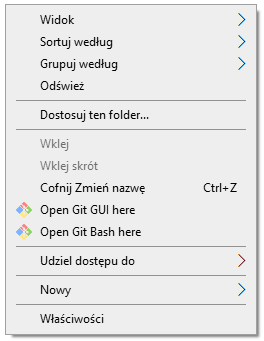 Widok
Sortuj według
Grupuj według
Odśwież
Dostosuj ten folder...
Wklej
Wklej skrót
Cofnij Zmień nazwę Ctrl+Z
Open Git GUI here
Open Git Bash here
Udziel dostępu do
Nowy
Właściwości